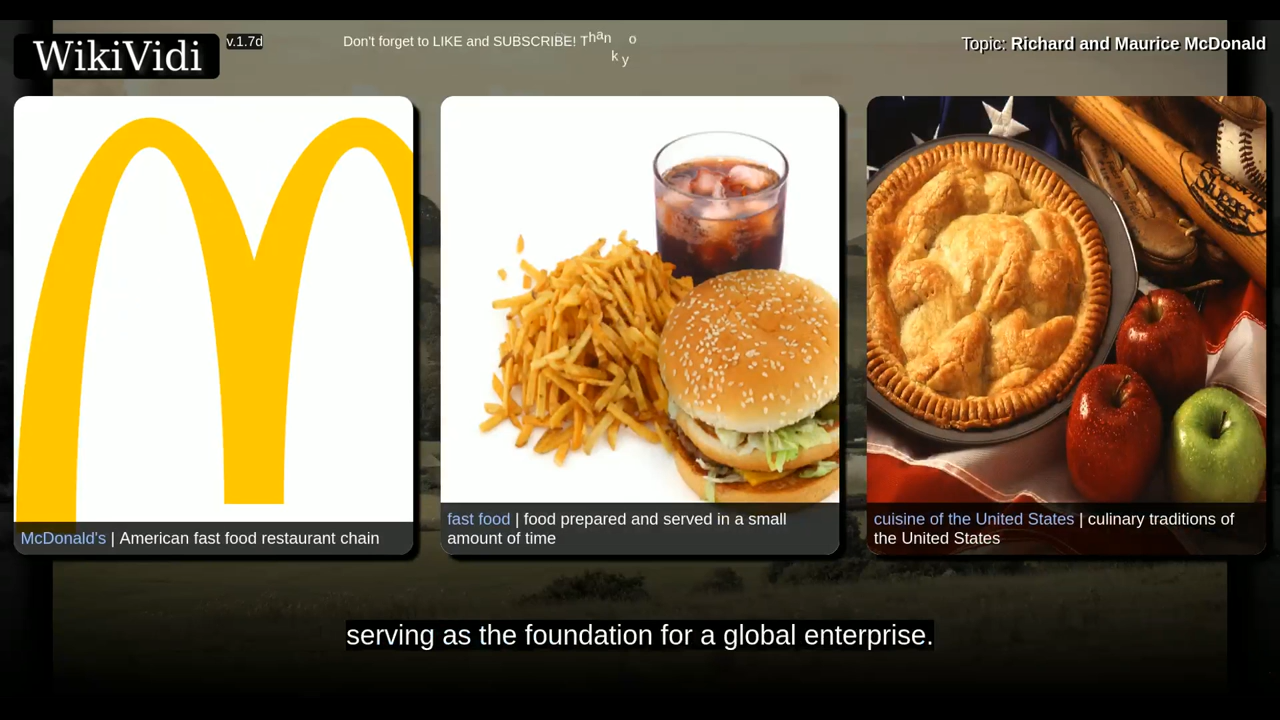 WikiVidi
v.1.7d
Don't forget to LIKE and SUBSCRIBE! Thank yo
Topic: Richard and Maurice McDonald
McDonald's | American fast food restaurant chain
fast food | food prepared and served in a small
amount of time
cuisine of the United States | culinary traditions of
the United States
serving as the foundation for a global enterprise.